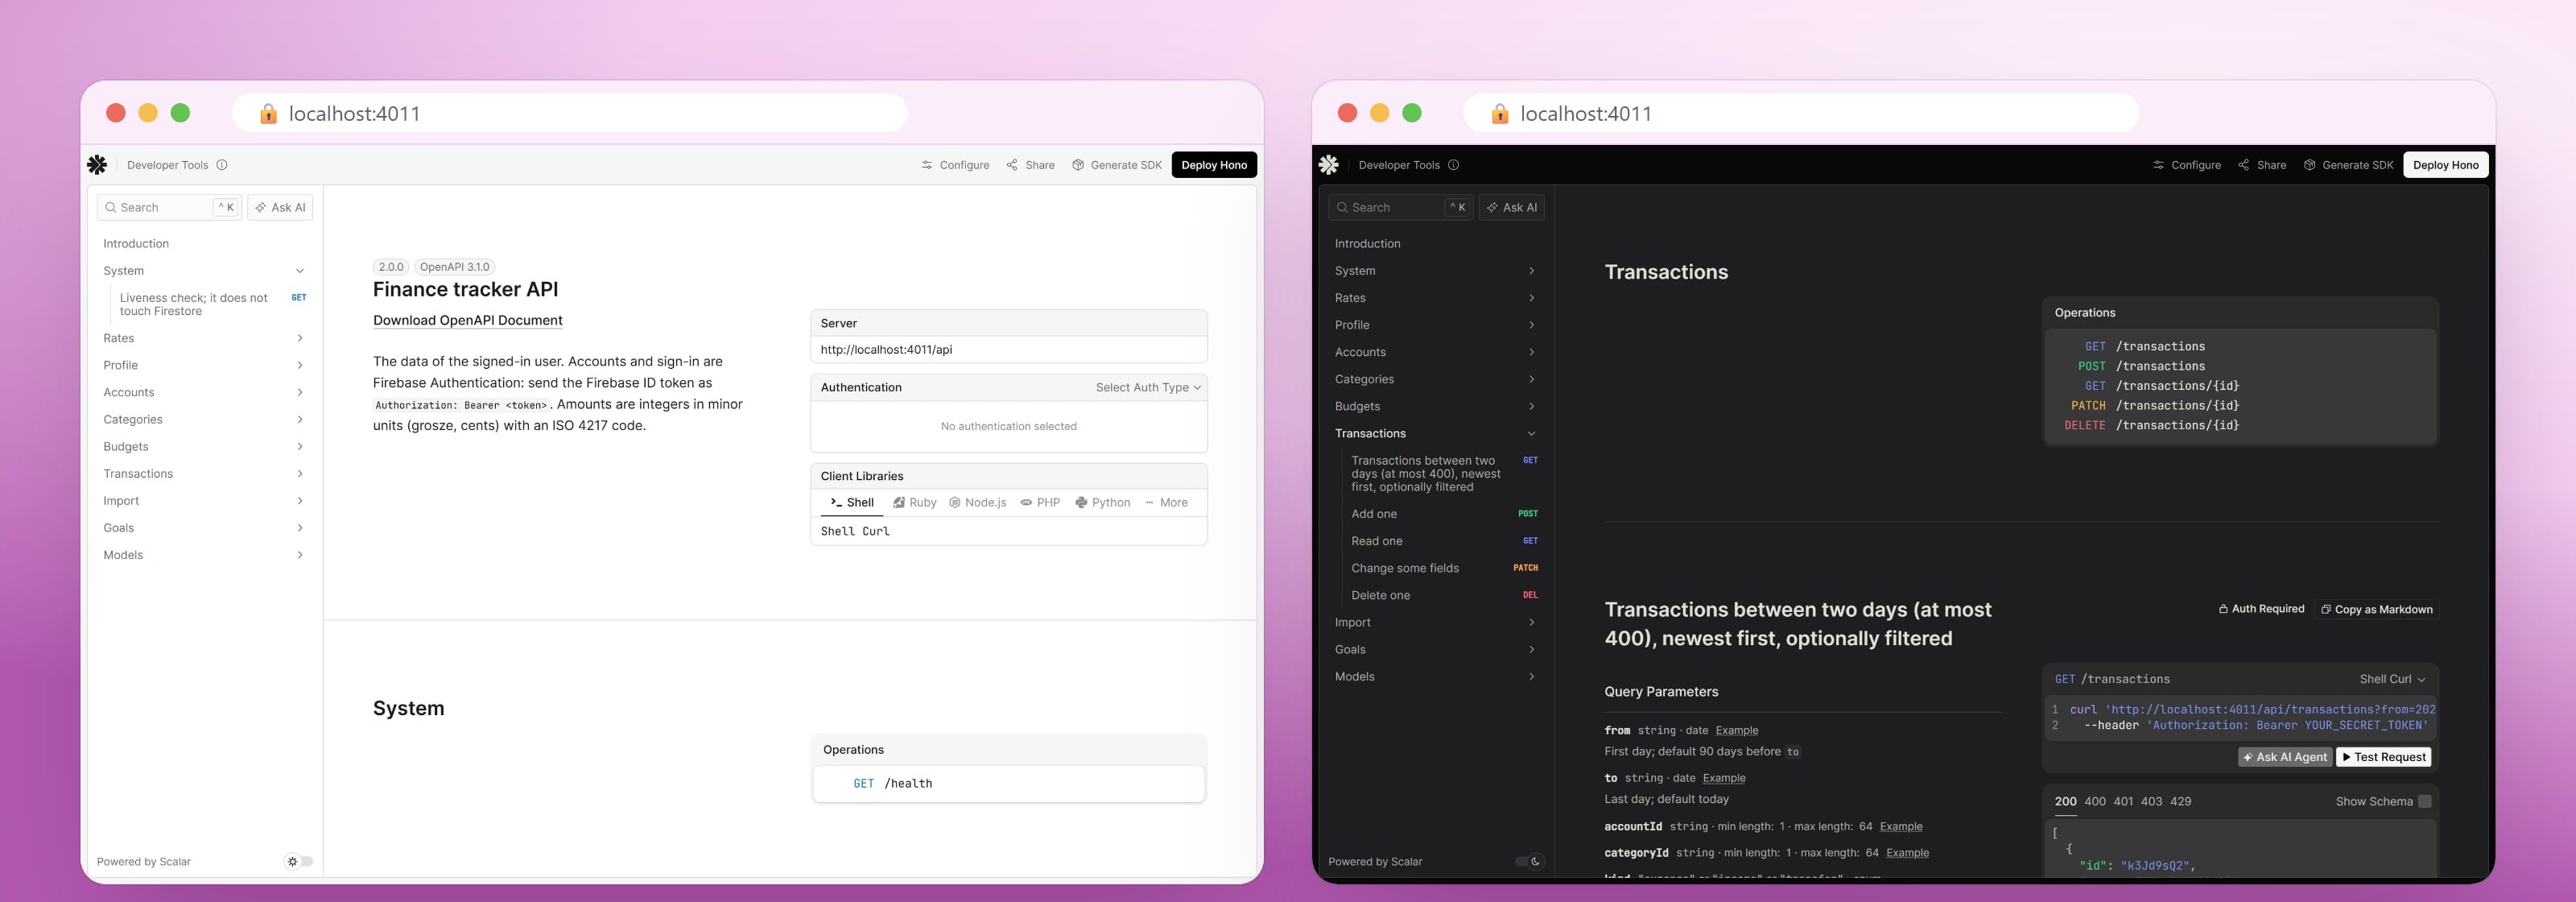 localhost:4011
Developer Tools
Configure
Share
Generate SDK
Deploy Hono
Search
^ K
Ask AI
Introduction
System
Liveness check; it does not
touch Firestore
GET
Rates
Profile
Accounts
Categories
Budgets
Transactions
Import
Goals
Models
Powered by Scalar
2.0.0
OpenAPI 3.1.0
Finance tracker API
Download OpenAPI Document
The data of the signed-in user. Accounts and sign-in are
Firebase Authentication: send the Firebase ID token as
Authorization: Bearer <token>. Amounts are integers in minor
units (grosze, cents) with an ISO 4217 code.
Server
http://localhost:4011/api
Authentication
Select Auth Type
No authentication selected
Client Libraries
Shell
Ruby
Node.js
PHP
Python
More
Shell Curl
System
Operations
GET /health
localhost:4011
Developer Tools
Configure
Share
Generate SDK
Deploy Hono
Search
^ K
Ask AI
Introduction
System
Rates
Profile
Accounts
Categories
Budgets
Transactions
Transactions between two
days (at most 400), newest
first, optionally filtered
GET
Add one POST
Read one GET
Change some fields PATCH
Delete one DEL
Import
Goals
Models
Powered by Scalar
Transactions
Operations
GET /transactions
POST /transactions
GET /transactions/{id}
PATCH /transactions/{id}
DELETE /transactions/{id}
Transactions between two days (at most
400), newest first, optionally filtered
Auth Required
Copy as Markdown
Query Parameters
from string · date Example
First day; default 90 days before to
to string · date Example
Last day; default today
accountId string · min length: 1 · max length: 64 Example
categoryId string · min length: 1 · max length: 64 Example
GET /transactions
Shell Curl
1 curl 'http://localhost:4011/api/transactions?from=202
2 --header 'Authorization: Bearer YOUR_SECRET_TOKEN'
Ask AI Agent
Test Request
200 400 401 403 429
Show Schema
[
{
"id": "k3Jd9sQ2",